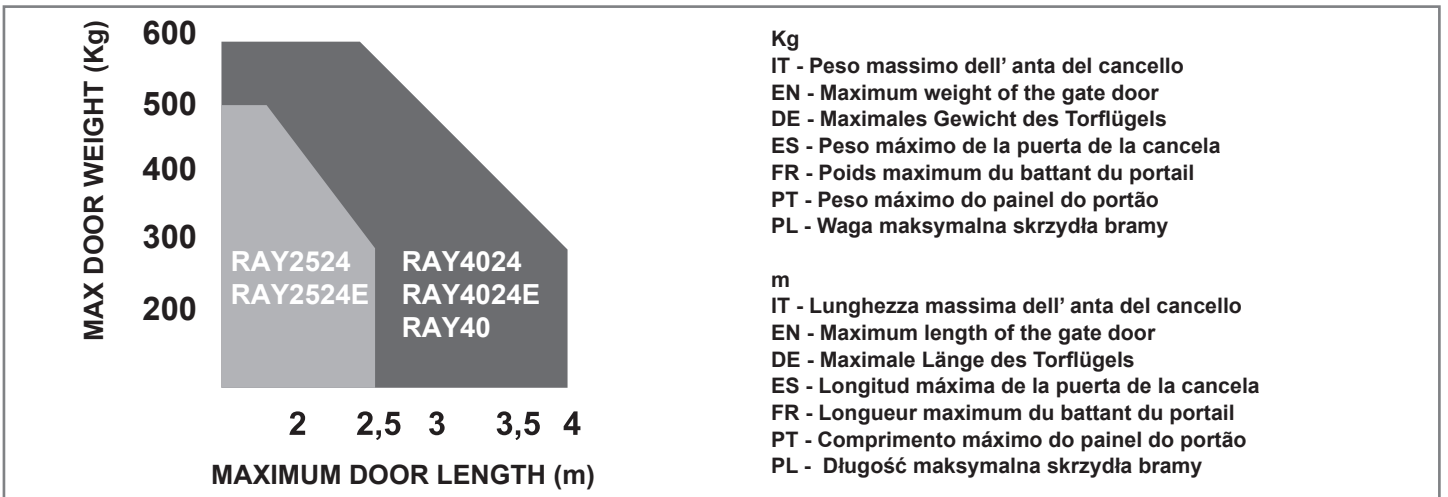 MAX DOOR WEIGHT (Kg)
600
500
400
300
200
RAY2524
RAY2524E
RAY4024
RAY4024E
RAY40
2 2,5 3 3,5 4
MAXIMUM DOOR LENGTH (m)
Kg
IT - Peso massimo dell’ anta del cancello
EN - Maximum weight of the gate door
DE - Maximales Gewicht des Torflügels
ES - Peso máximo de la puerta de la cancela
FR - Poids maximum du battant du portail
PT - Peso máximo do painel do portão
PL - Waga maksymalna skrzydła bramy
m
IT - Lunghezza massima dell’ anta del cancello
EN - Maximum length of the gate door
DE - Maximale Länge des Torflügels
ES - Longitud máxima de la puerta de la cancela
FR - Longueur maximum du battant du portail
PT - Comprimento máximo do painel do portão
PL - Długość maksymalna skrzydła bramy